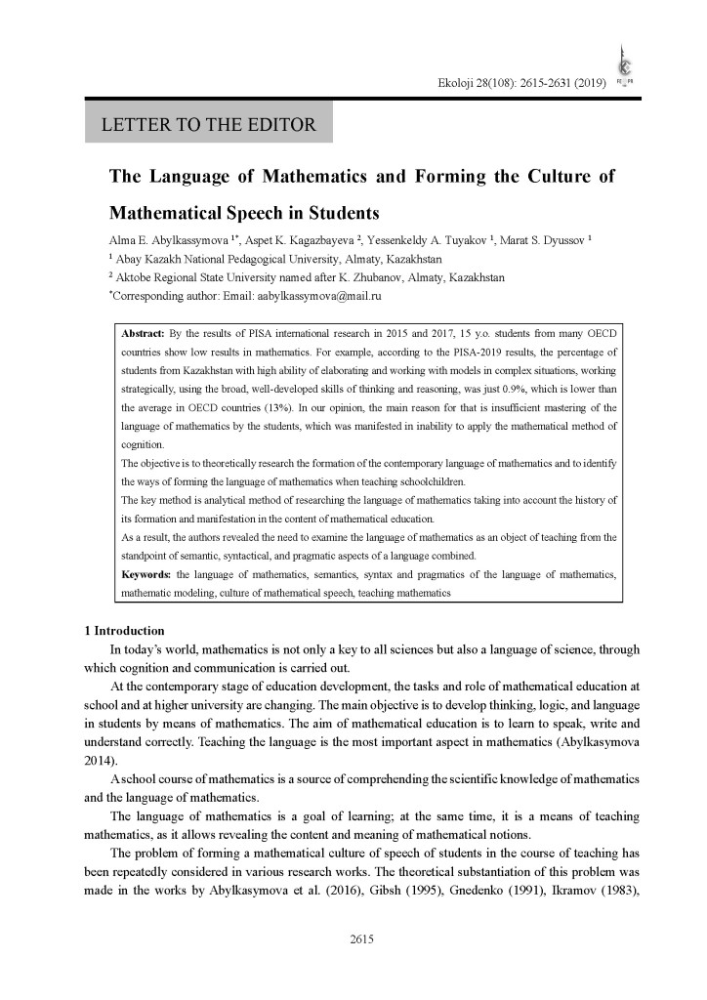 Ekoloji 28(108): 2615-2631 (2019)
FE PR
LETTER TO THE EDITOR
The Language of Mathematics and Forming the Culture of
Mathematical Speech in Students
Alma E. Abylkassymova 1*, Aspet K. Kagazbayeva 2, Yessenkeldy A. Tuyakov 1, Marat S. Dyussov 1
1 Abay Kazakh National Pedagogical University, Almaty, Kazakhstan
2 Aktobe Regional State University named after K. Zhubanov, Almaty, Kazakhstan
*Corresponding author: Email: aabylkassymova@mail.ru
Abstract: By the results of PISA international research in 2015 and 2017, 15 y.o. students from many OECD
countries show low results in mathematics. For example, according to the PISA-2019 results, the percentage of
students from Kazakhstan with high ability of elaborating and working with models in complex situations, working
strategically, using the broad, well-developed skills of thinking and reasoning, was just 0.9%, which is lower than
the average in OECD countries (13%). In our opinion, the main reason for that is insufficient mastering of the
language of mathematics by the students, which was manifested in inability to apply the mathematical method of
cognition.
The objective is to theoretically research the formation of the contemporary language of mathematics and to identify
the ways of forming the language of mathematics when teaching schoolchildren.
The key method is analytical method of researching the language of mathematics taking into account the history of
its formation and manifestation in the content of mathematical education.
As a result, the authors revealed the need to examine the language of mathematics as an object of teaching from the
standpoint of semantic, syntactical, and pragmatic aspects of a language combined.
Keywords: the language of mathematics, semantics, syntax and pragmatics of the language of mathematics,
mathematic modeling, culture of mathematical speech, teaching mathematics
1 Introduction
In today's world, mathematics is not only a key to all sciences but also a language of science, through
which cognition and communication is carried out.
At the contemporary stage of education development, the tasks and role of mathematical education at
school and at higher university are changing. The main objective is to develop thinking, logic, and language
in students by means of mathematics. The aim of mathematical education is to learn to speak, write and
understand correctly. Teaching the language is the most important aspect in mathematics (Abylkasymova
2014).
A school course of mathematics is a source of comprehending the scientific knowledge of mathematics
and the language of mathematics.
The language of mathematics is a goal of learning; at the same time, it is a means of teaching
mathematics, as it allows revealing the content and meaning of mathematical notions.
The problem of forming a mathematical culture of speech of students in the course of teaching has
been repeatedly considered in various research works. The theoretical substantiation of this problem was
made in the works by Abylkasymova et al. (2016), Gibsh (1995), Gnedenko (1991), Ikramov (1983),
2615